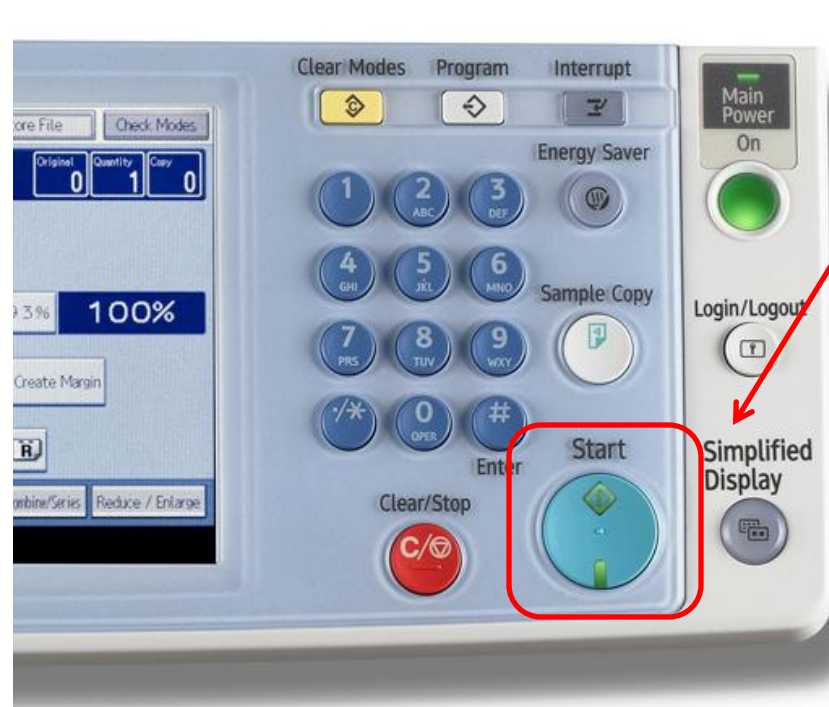 Clear Modes Program Interrupt
Main
Power
On
Energy Saver
ore File Check Modes
Original Quantity Copy
0 1 0
1 2 3
ABC DEF
4 5 6
GHI JKL MNO
Sample Copy
Login/Logout
93% 100%
7 8 9
PRS TUV WXY
Create Margin
·/* 0 #
OPER
Enter
Start
Simplified
Display
R
ombine/Series Reduce / Enlarge
Clear/Stop
C/